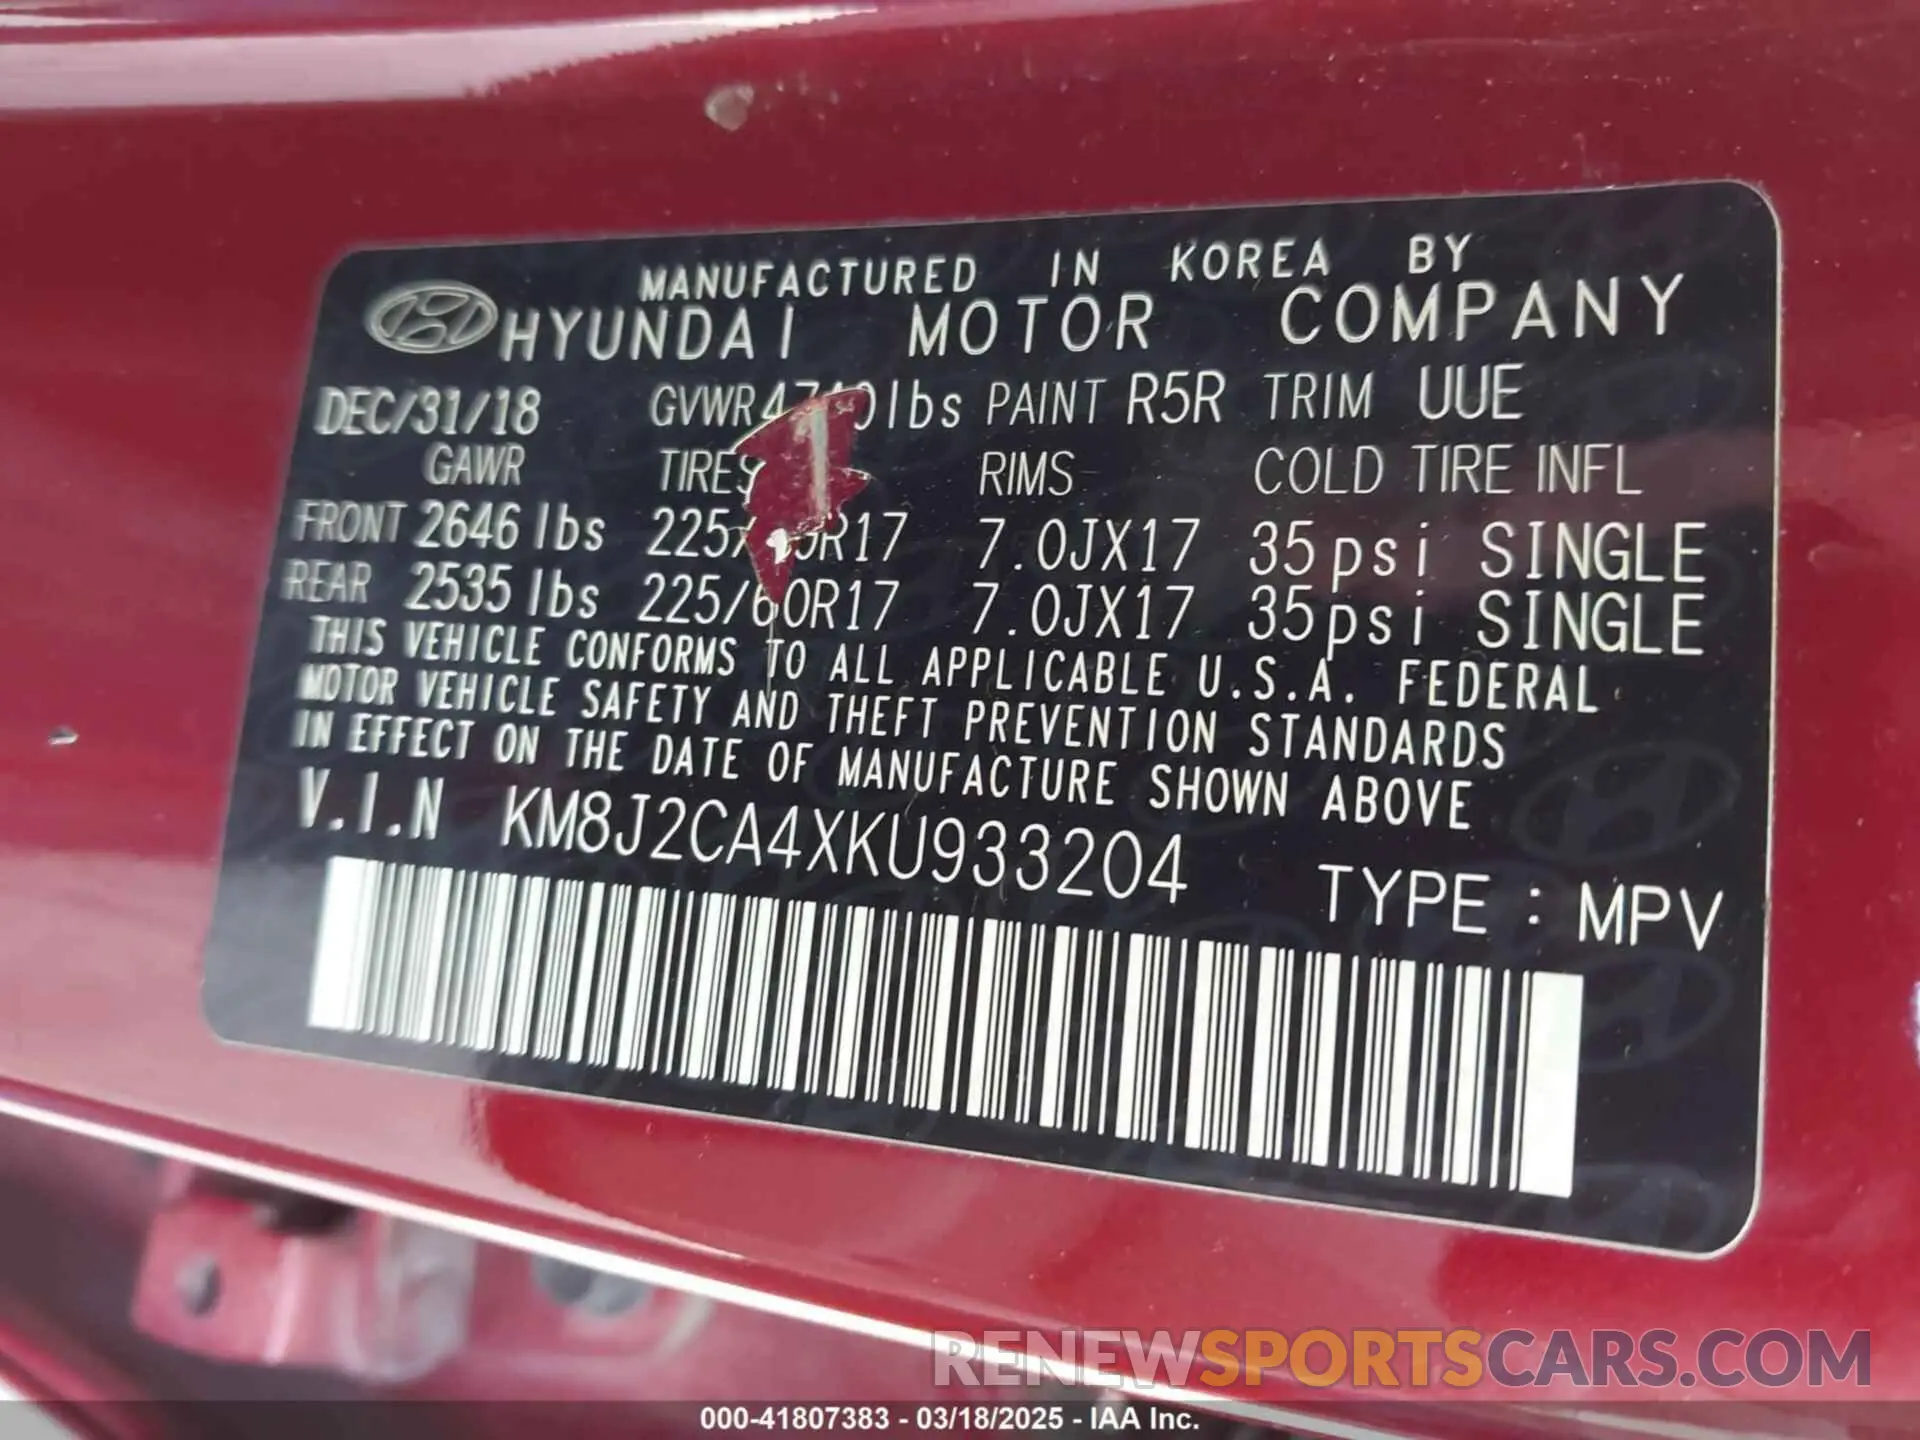 MANUFACTURED IN KOREA BY
HYUNDAI MOTOR COMPANY
DEC/31/18 GVWR lbs PAINT R5R TRIM UUE
GAWR TIRES RIMS COLD TIRE INFL
FRONT 2646 lbs 7.0JX17 35psi SINGLE
REAR 2535 lbs 225/60R17 7.0JX17 35psi SINGLE
THIS VEHICLE CONFORMS TO ALL APPLICABLE U.S.A. FEDERAL
MOTOR VEHICLE SAFETY AND THEFT PREVENTION STANDARDS
IN EFFECT ON THE DATE OF MANUFACTURE SHOWN ABOVE
V.I.N KM8J2CA4XKU933204
TYPE : MPV
RENEWSPORTSCARS.COM
000-41807383 - 03/18/2025 - IAA Inc.